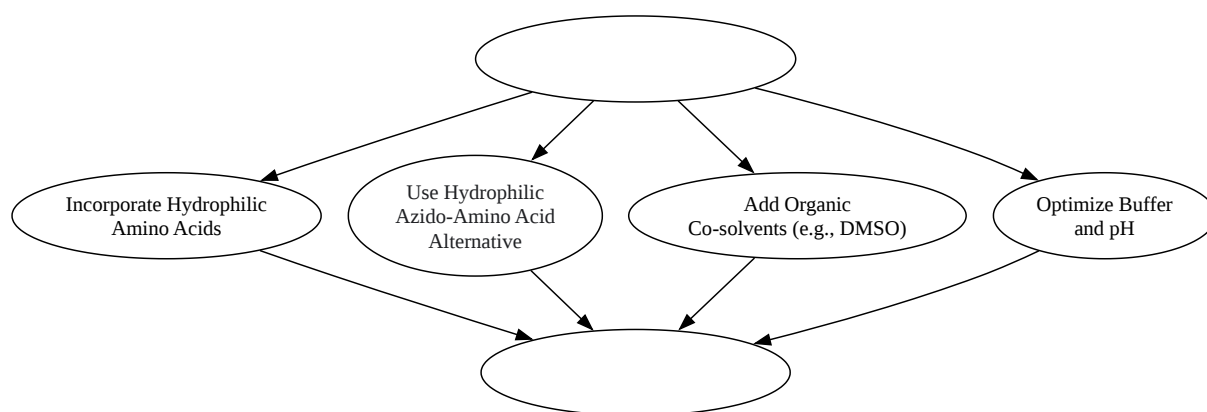 Incorporate Hydrophilic
Amino Acids
Use Hydrophilic
Azido-Amino Acid
Alternative
Add Organic
Co-solvents (e.g., DMSO)
Optimize Buffer
and pH